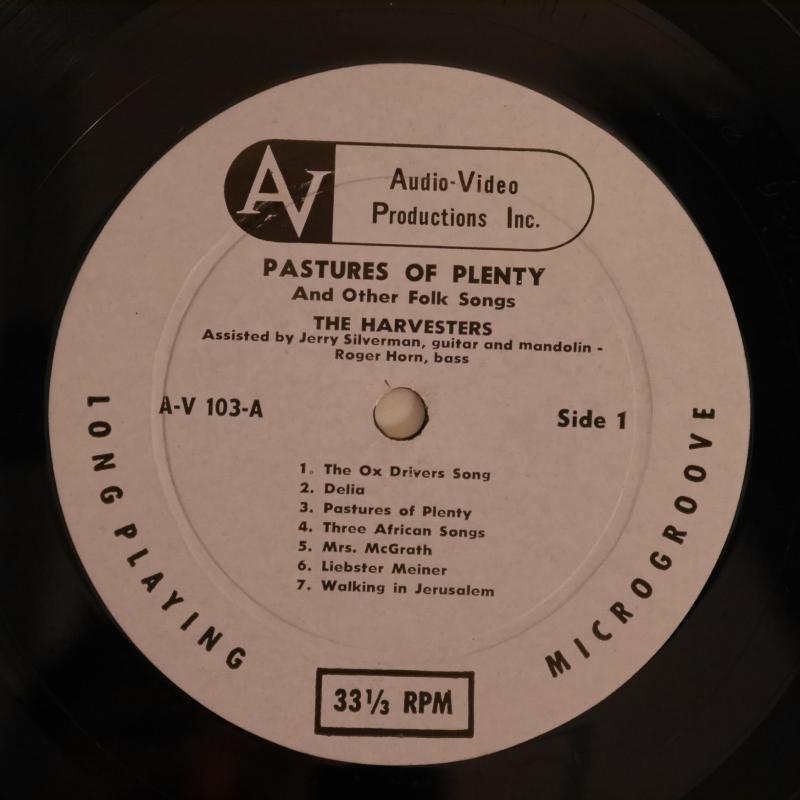 AV
Audio-Video
Productions Inc.
PASTURES OF PLENTY
And Other Folk Songs
THE HARVESTERS
Assisted by Jerry Silverman, guitar and mandolin -
Roger Horn, bass
A-V 103-A
Side 1
1. The Ox Drivers Song
2. Delia
3. Pastures of Plenty
4. Three African Songs
5. Mrs. McGrath
6. Liebster Meiner
7. Walking in Jerusalem
LONG PLAYING
MICROGROOVE
33⅓ RPM